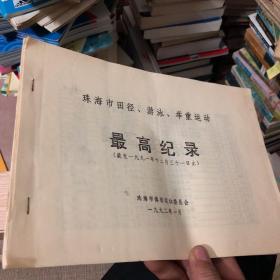 珠海市田径、游泳、举重运动
最高纪录
(截至一九九一年十二月三十一日止)
珠海市体育运动委员会
一九九二年一月